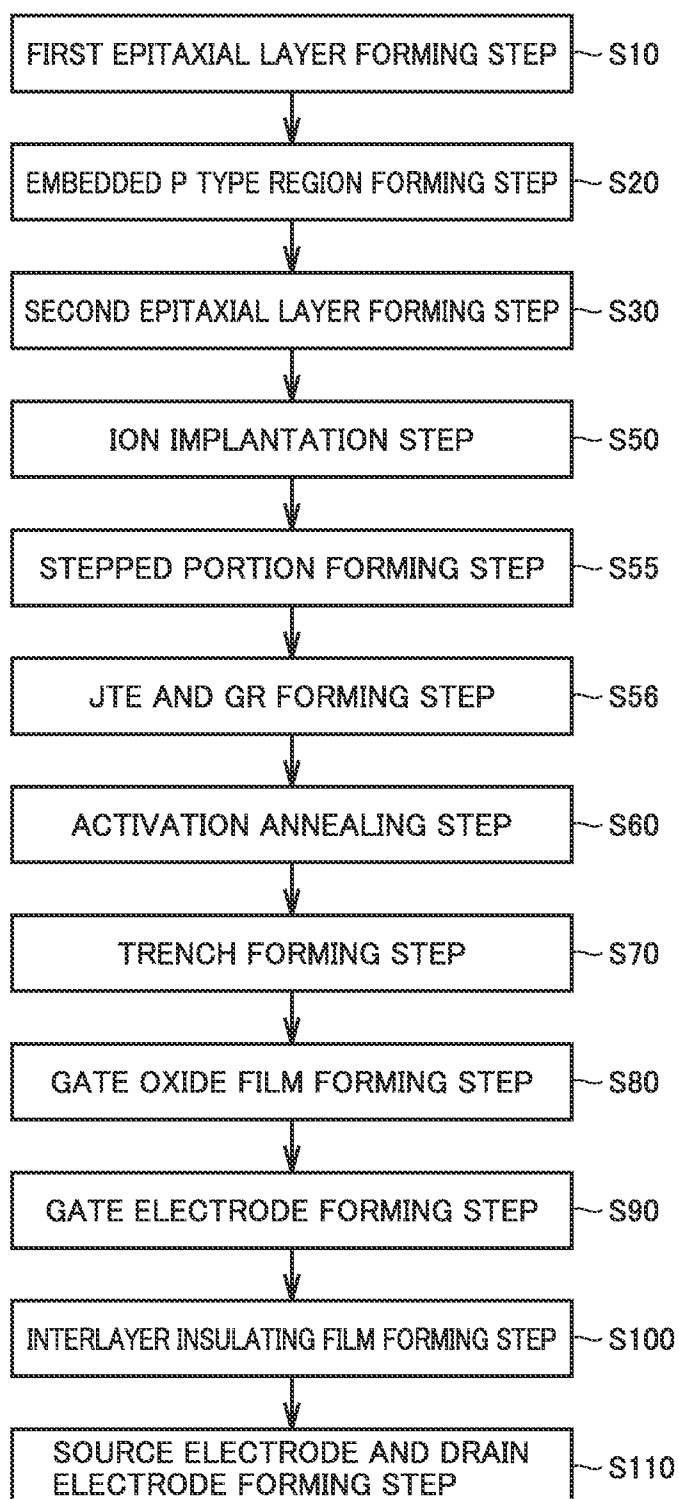 FIRST EPITAXIAL LAYER FORMING STEP S10
EMBEDDED P TYPE REGION FORMING STEP S20
SECOND EPITAXIAL LAYER FORMING STEP S30
ION IMPLANTATION STEP S50
STEPPED PORTION FORMING STEP S55
JTE AND GR FORMING STEP S56
ACTIVATION ANNEALING STEP S60
TRENCH FORMING STEP S70
GATE OXIDE FILM FORMING STEP S80
GATE ELECTRODE FORMING STEP S90
INTERLAYER INSULATING FILM FORMING STEP S100
SOURCE ELECTRODE AND DRAIN
ELECTRODE FORMING STEP S110